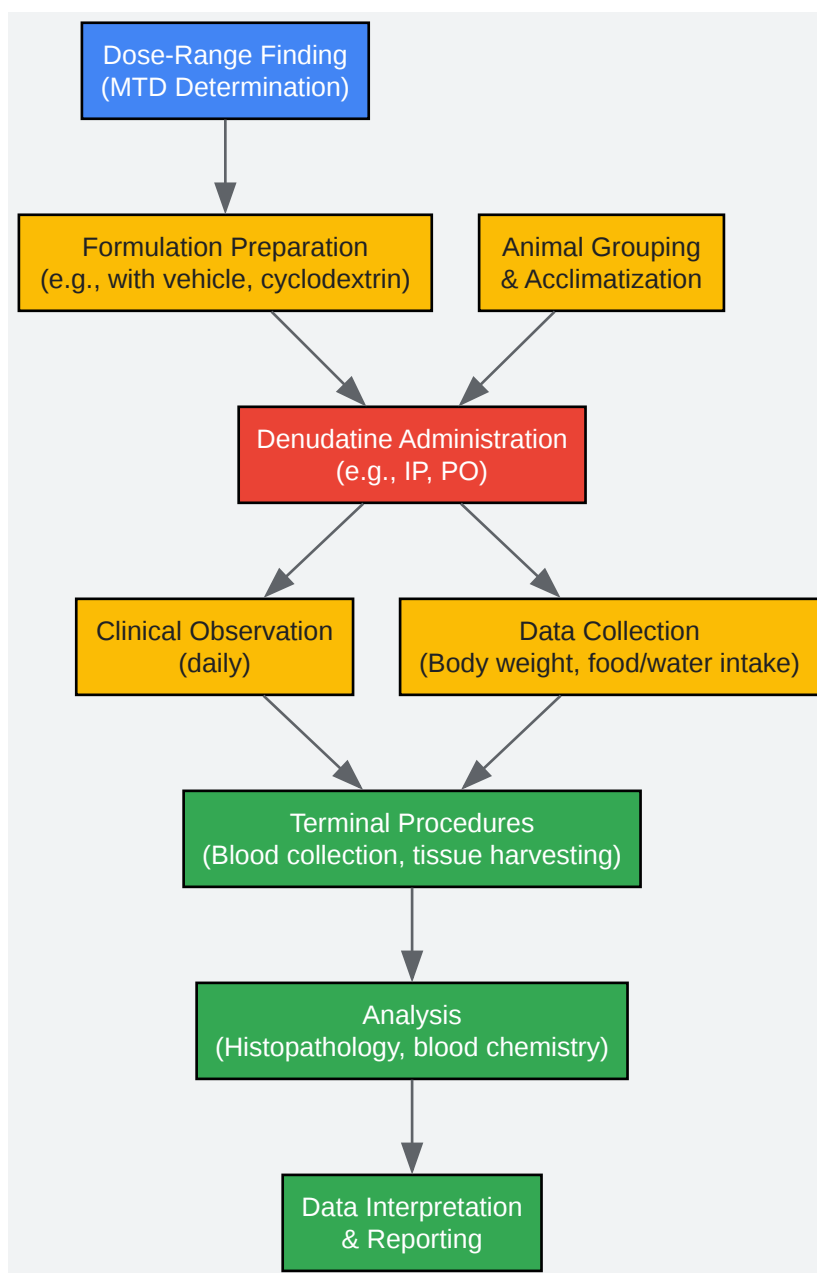 Dose-Range Finding
(MTD Determination)
Formulation Preparation
(e.g., with vehicle, cyclodextrin)
Animal Grouping
& Acclimatization
Denudatine Administration
(e.g., IP, PO)
Clinical Observation
(daily)
Data Collection
(Body weight, food/water intake)
Terminal Procedures
(Blood collection, tissue harvesting)
Analysis
(Histopathology, blood chemistry)
Data Interpretation
& Reporting